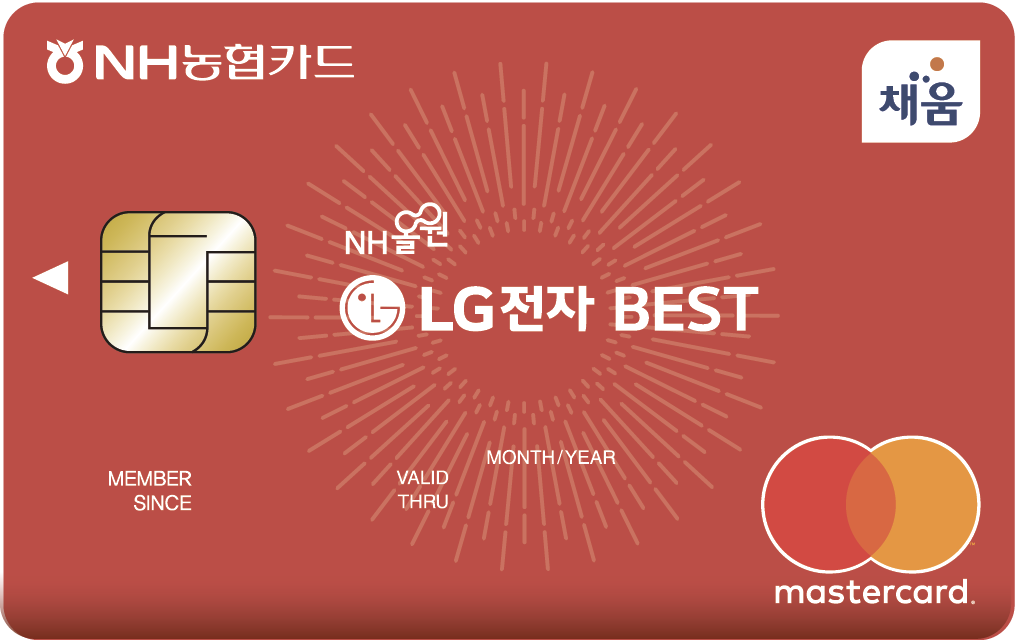 NH농협카드
채움
NH올원
LG전자 BEST
MONTH/YEAR
MEMBER SINCE
VALID THRU
mastercard.